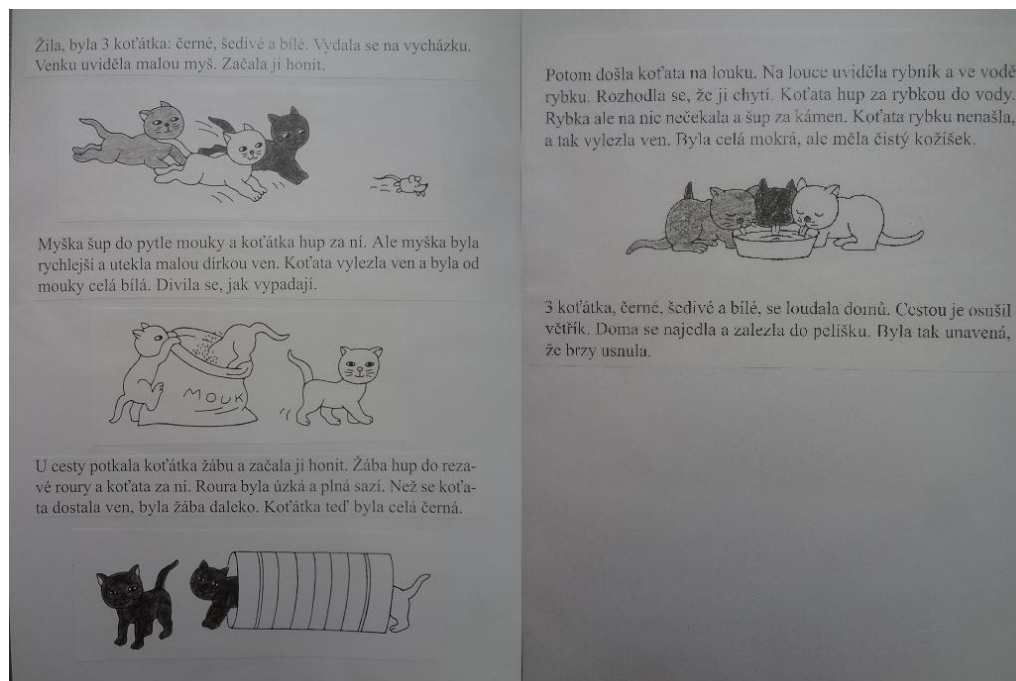 Žila, byla 3 koťátka: černé, šedivé a bílé. Vydala se na vycházku.
Venku uviděla malou myš. Začala ji honit.
Myška šup do pytle mouky a koťátka hup za ní. Ale myška byla
rychlejší a utekla malou dírkou ven. Koťata vylezla ven a byla od
mouky celá bílá. Divila se, jak vypadají.
MOUK
U cesty potkala koťátka žábu a začala ji honit. Žába hup do reza-
vé roury a koťata za ní. Roura byla úzká a plná sazí. Než se koťa-
ta dostala ven, byla žába daleko. Koťátka teď byla celá černá.
Potom došla koťata na louku. Na louce uviděla rybník a ve vodě
rybku. Rozhodla se, že ji chytí. Koťata hup za rybkou do vody.
Rybka ale na nic nečekala a šup za kámen. Koťata rybku nenašla,
a tak vylezla ven. Byla celá mokrá, ale měla čistý kožíšek.
3 koťátka, černé, šedivé a bílé, se loudala domů. Cestou je osušil
větřík. Doma se najedla a zalezla do pelíšku. Byla tak unavená,
že brzy usnula.